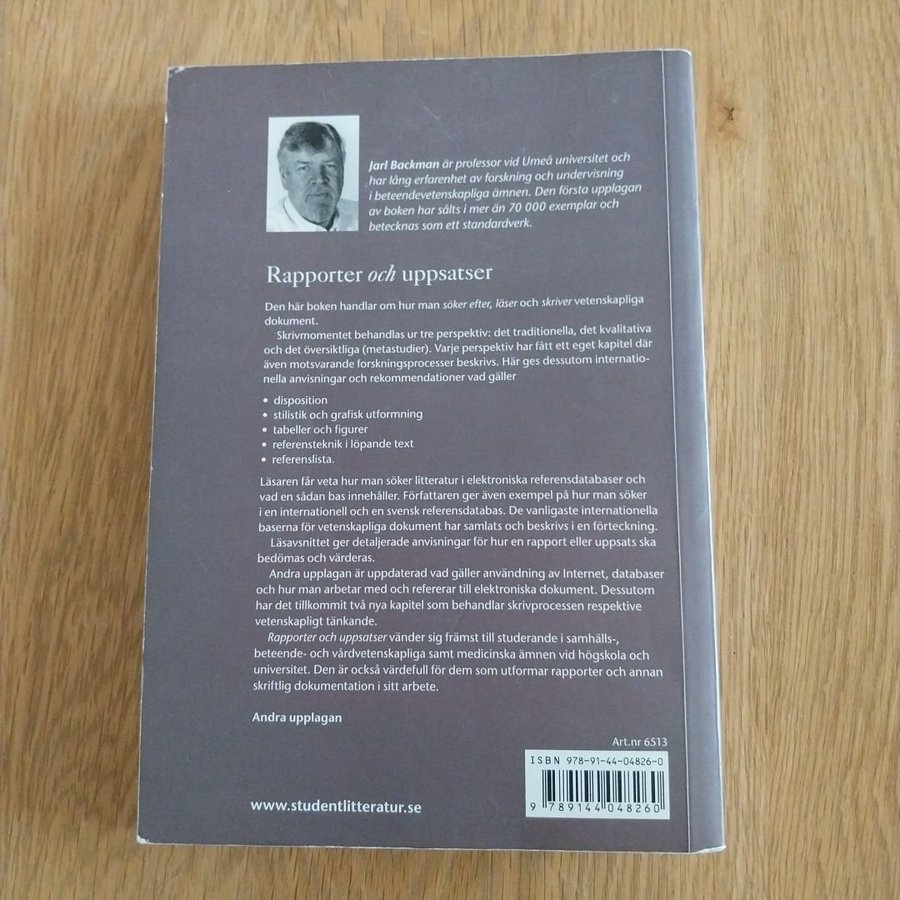 Jarl Backman är professor vid Umeå universitet och
har lång erfarenhet av forskning och undervisning
i beteendevetenskapliga ämnen. Den första upplagan
av boken har sålts i mer än 70 000 exemplar och
betecknas som ett standardverk.
Rapporter och uppsatser
Den här boken handlar om hur man söker efter, läser och skriver vetenskapliga
dokument.
Skrivmomentet behandlas ur tre perspektiv: det traditionella, det kvalitativa
och det översiktliga (metastudier). Varje perspektiv har fått ett eget kapitel där
även motsvarande forskningsprocesser beskrivs. Här ges dessutom internatio-
nella anvisningar och rekommendationer vad gäller
• disposition
• stilistik och grafisk utformning
• tabeller och figurer
• referensteknik i löpande text
• referenslista.
Läsaren får veta hur man söker litteratur i elektroniska referensdatabaser och
vad en sådan bas innehåller. Författaren ger även exempel på hur man söker
i en internationell och en svensk referensdatabas. De vanligaste internationella
baserna för vetenskapliga dokument har samlats och beskrivs i en förteckning.
Läsavsnittet ger detaljerade anvisningar för hur en rapport eller uppsats ska
bedömas och värderas.
Andra upplagan är uppdaterad vad gäller användning av Internet, databaser
och hur man arbetar med och refererar till elektroniska dokument. Dessutom
har det tillkommit två nya kapitel som behandlar skrivprocessen respektive
vetenskapligt tänkande.
Rapporter och uppsatser vänder sig främst till studerande i samhälls-,
beteende- och vårdvetenskapliga samt medicinska ämnen vid högskola och
universitet. Den är också värdefull för dem som utformar rapporter och annan
skriftlig dokumentation i sitt arbete.
Andra upplagan
Art.nr 6513
ISBN 978-91-44-04826-0
9 789144 048260
www.studentlitteratur.se